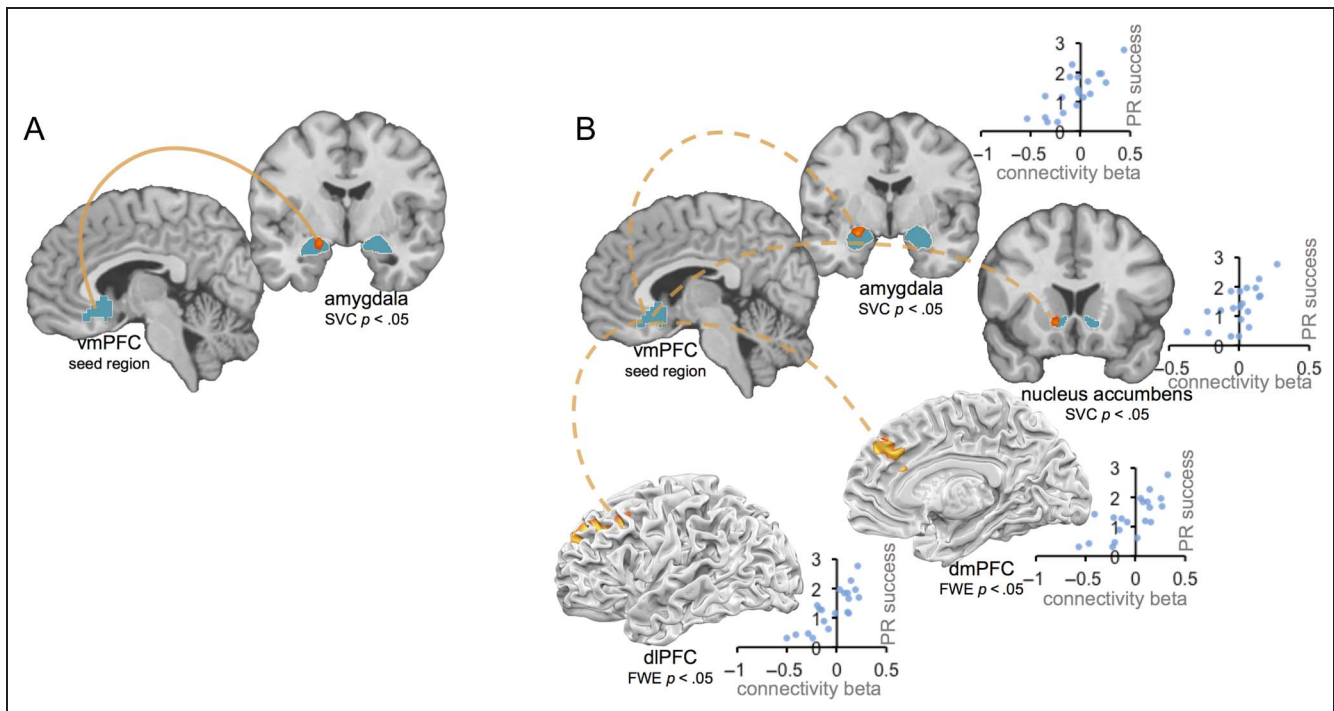 A
amygdala
SVC p < .05
vmPFC
seed region
B
3
2
1
0
PR success
−1 −0.5 0 0.5
connectivity beta
amygdala
SVC p < .05
vmPFC
seed region
3
2
1
0
PR success
−0.5 0 0.5
connectivity beta
nucleus accumbens
SVC p < .05
3
2
1
0
PR success
−1 −0.5 0 0.5
connectivity beta
dmPFC
FWE p < .05
3
2
1
0
PR success
−1 −0.5 0 0.5
connectivity beta
dlPFC
FWE p < .05